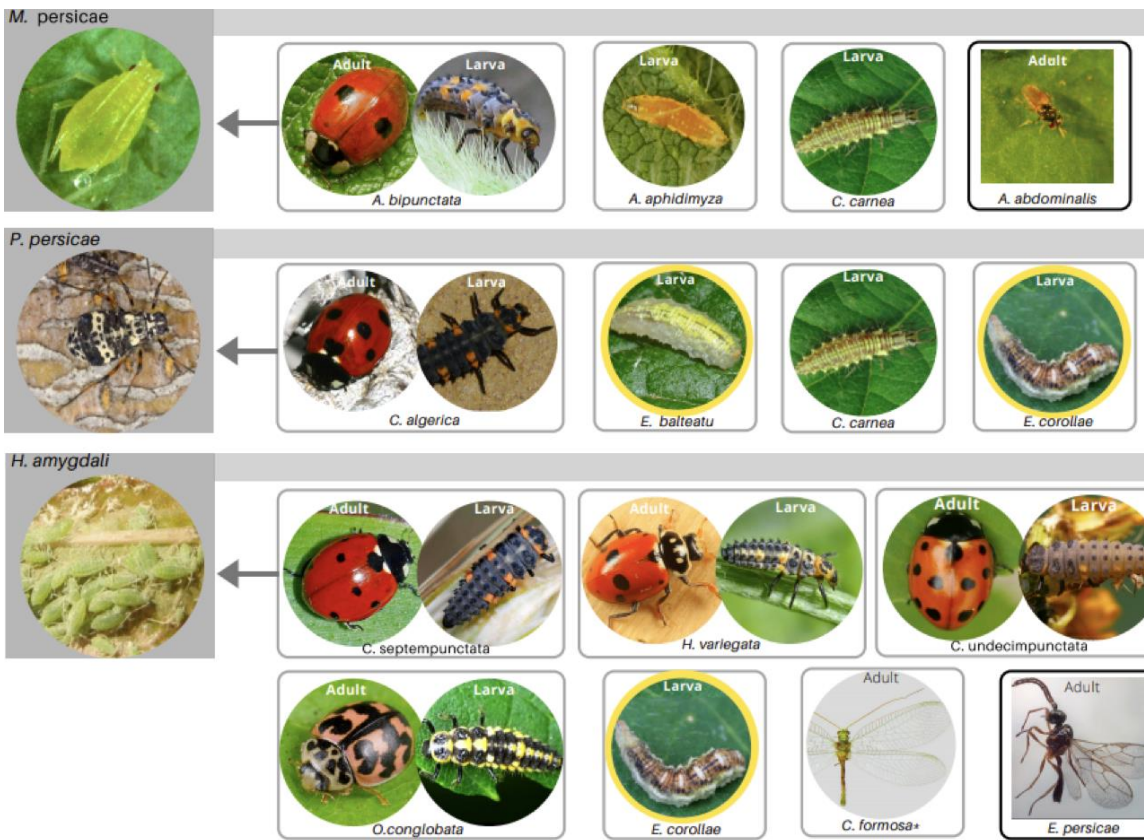 M. persicae
Adult
Larva
Larva
Larva
Adult
A. bipunctata
A. aphidimyza
C. carnea
A. abdominalis
P. persicae
Adult
Larva
Larva
Larva
Larva
C. algerica
E. balteatu
C. carnea
E. corollae
H. amygdali
Adult
Larva
Adult
Larva
Adult
Larva
C. septempunctata
H. variegata
C. undecimpunctata
Adult
Larva
Larva
Adult
Adult
O.conglobata
E. corollae
C. formosa*
E. persicae